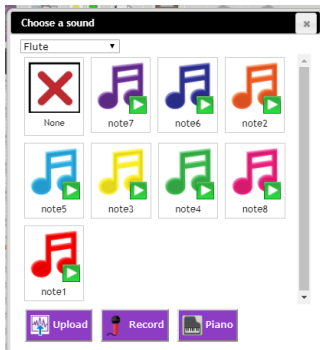 Choose a sound
Flute
None
note7
note6
note2
note5
note3
note4
note8
note1
Upload
Record
Piano